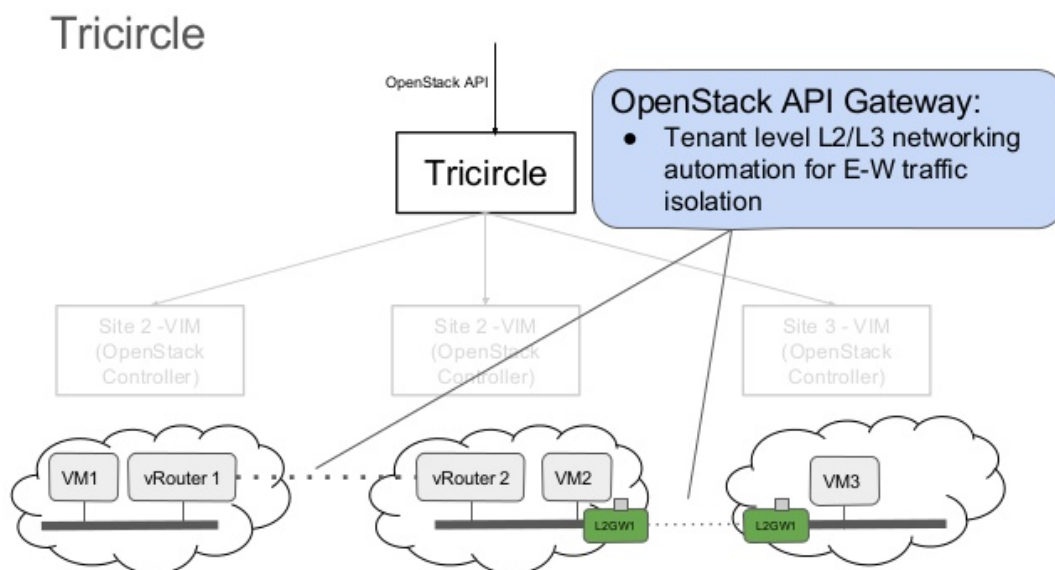 Tricircle
OpenStack API
Tricircle
OpenStack API Gateway:
● Tenant level L2/L3 networking
automation for E-W traffic
isolation
Site 2 -VIM
(OpenStack
Controller)
Site 2 -VIM
(OpenStack
Controller)
Site 3 - VIM
(OpenStack
Controller)
VM1
vRouter 1
vRouter 2
VM2
L2GW1
L2GW1
VM3